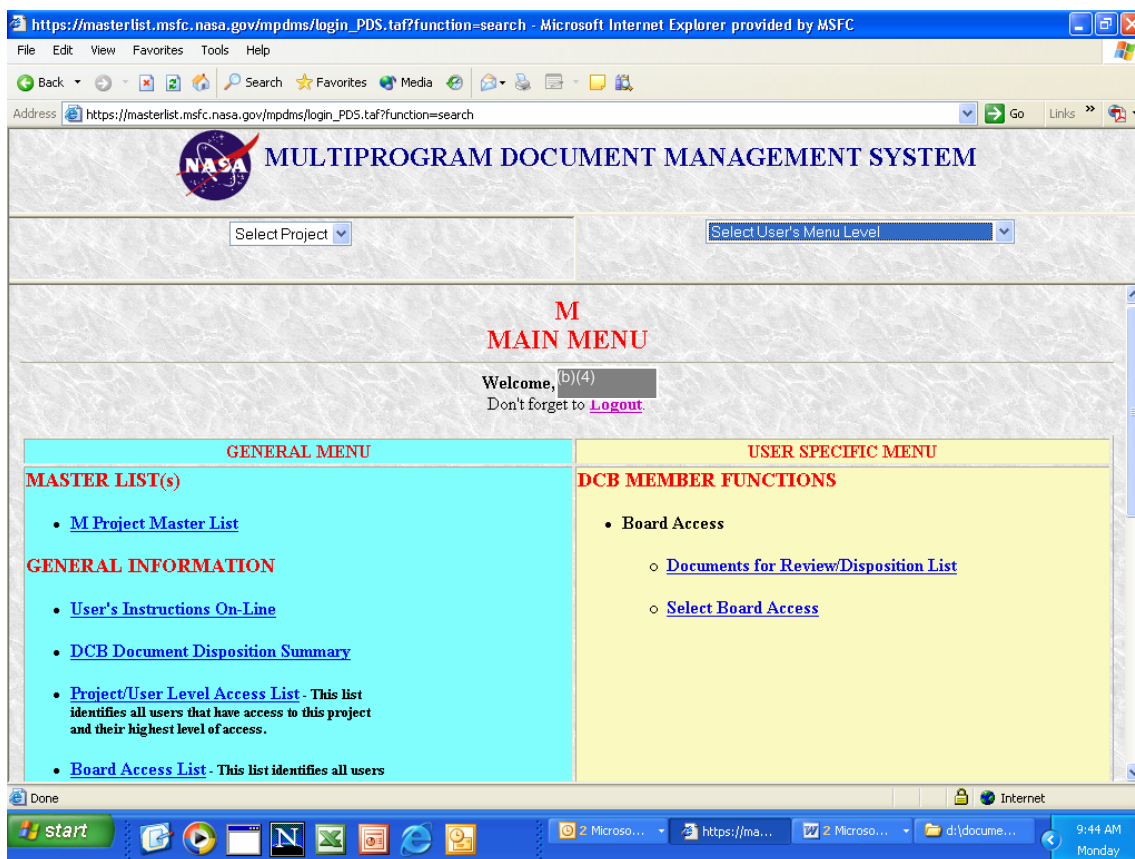 https://masterlist.msfc.nasa.gov/mpdms/login_PDS.taf?function=search - Microsoft Internet Explorer provided by MSFC
File Edit View Favorites Tools Help
Back Search Favorites Media
Address https://masterlist.msfc.nasa.gov/mpdms/login_PDS.taf?function=search Go Links »
NASA MULTIPROGRAM DOCUMENT MANAGEMENT SYSTEM
Select Project Select User's Menu Level
M
MAIN MENU
Welcome, (b)(4)
Don't forget to Logout.
GENERAL MENU
MASTER LIST(s)
• M Project Master List
GENERAL INFORMATION
• User's Instructions On-Line
• DCB Document Disposition Summary
• Project/User Level Access List - This list
identifies all users that have access to this project
and their highest level of access.
• Board Access List - This list identifies all users
USER SPECIFIC MENU
DCB MEMBER FUNCTIONS
• Board Access
○ Documents for Review/Disposition List
○ Select Board Access
Done Internet
start N 2 Microso... https://ma... 2 Microso... d:\docume... 9:44 AM
Monday